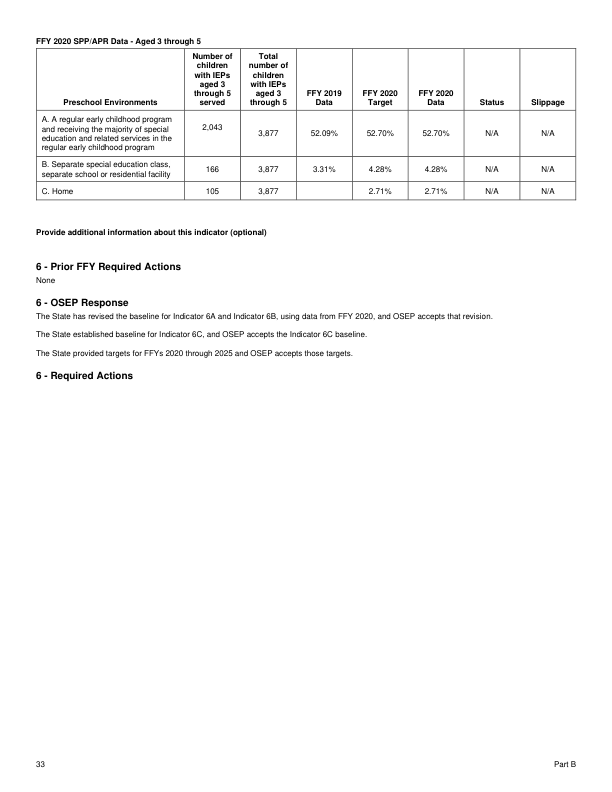 FFY 2020 SPP/APR Data - Aged 3 through 5
Preschool Environments
Number of
children
with IEPs
aged 3
through 5
served
Total
number of
children
with IEPs
aged 3
through 5
FFY 2019
Data
FFY 2020
Target
FFY 2020
Data
Status
Slippage
A. A regular early childhood program
and receiving the majority of special
education and related services in the
regular early childhood program
2,043
3,877
52.09%
52.70%
52.70%
N/A
N/A
B. Separate special education class,
separate school or residential facility
166
3,877
3.31%
4.28%
4.28%
N/A
N/A
C. Home
105
3,877
2.71%
2.71%
N/A
N/A
Provide additional information about this indicator (optional)
6 - Prior FFY Required Actions
None
6 - OSEP Response
The State has revised the baseline for Indicator 6A and Indicator 6B, using data from FFY 2020, and OSEP accepts that revision.
The State established baseline for Indicator 6C, and OSEP accepts the Indicator 6C baseline.
The State provided targets for FFYs 2020 through 2025 and OSEP accepts those targets.
6 - Required Actions
33
Part B